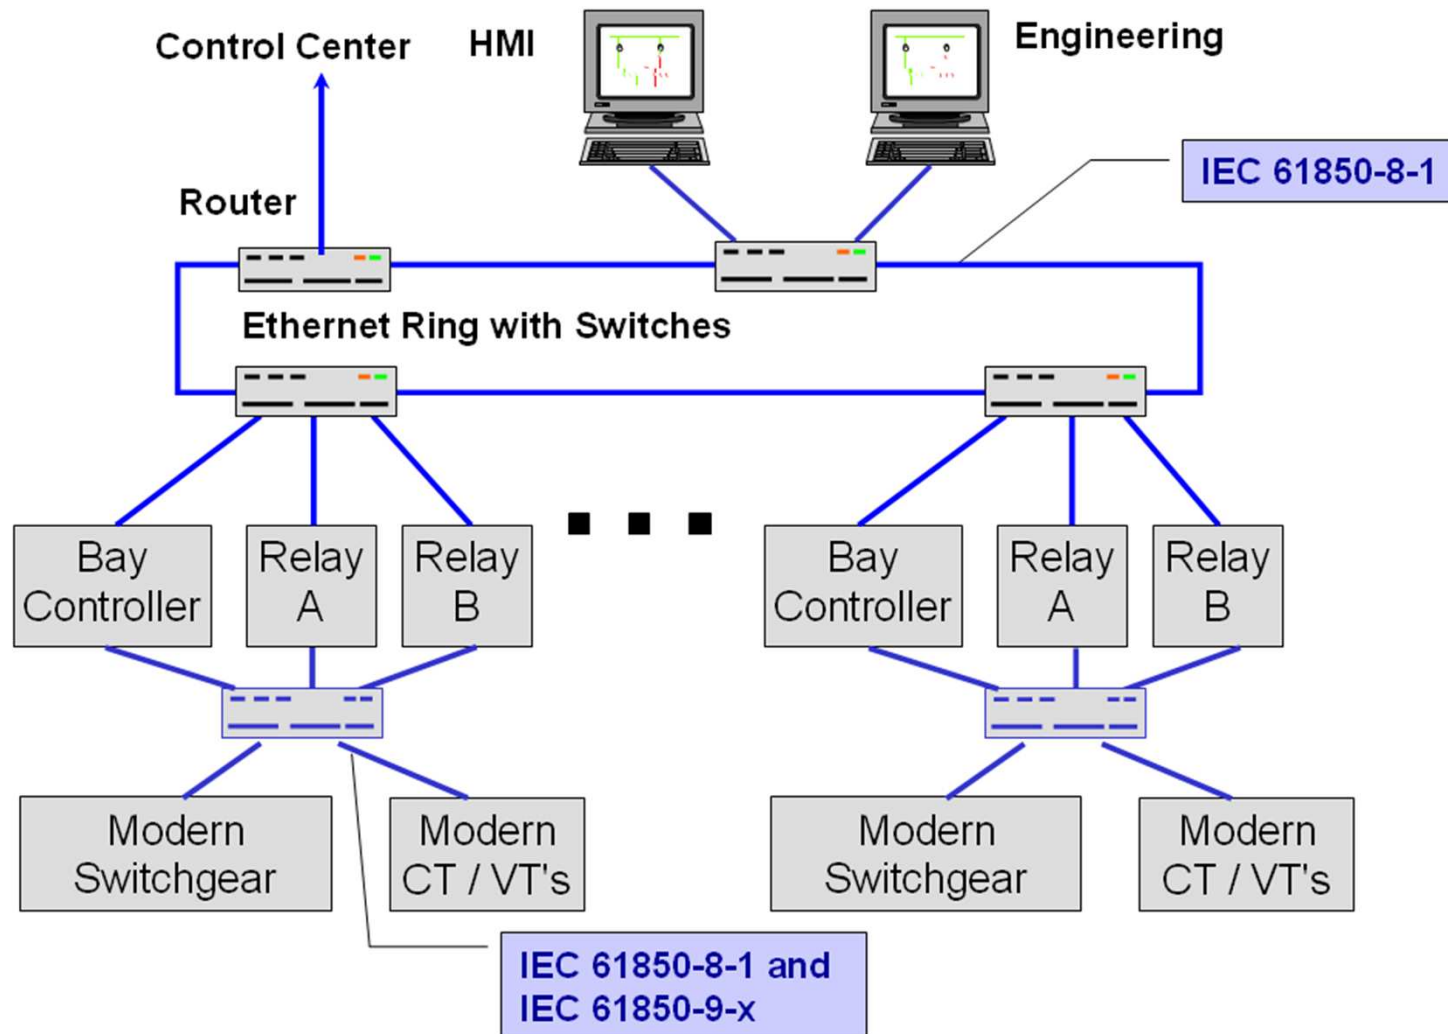 Control Center
HMI
Engineering
IEC 61850-8-1
Router
Ethernet Ring with Switches
Bay
Controller
Relay
A
Relay
B
Bay
Controller
Relay
A
Relay
B
Modern
Switchgear
Modern
CT / VT's
Modern
Switchgear
Modern
CT / VT's
IEC 61850-8-1 and
IEC 61850-9-x